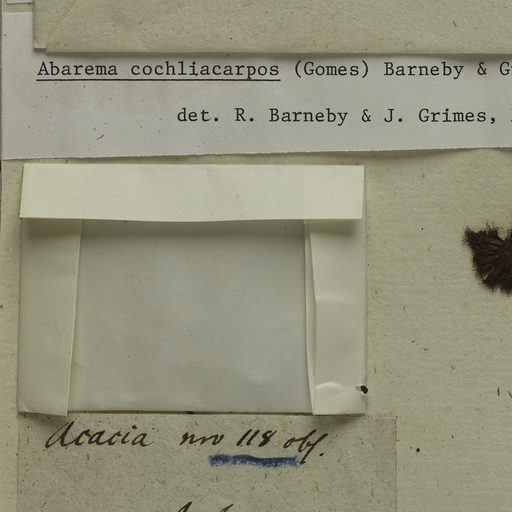 Abarema cochliacarpos (Gomes) Barneby & G
det. R. Barneby & J. Grimes,
Acacia nro 118 obs.